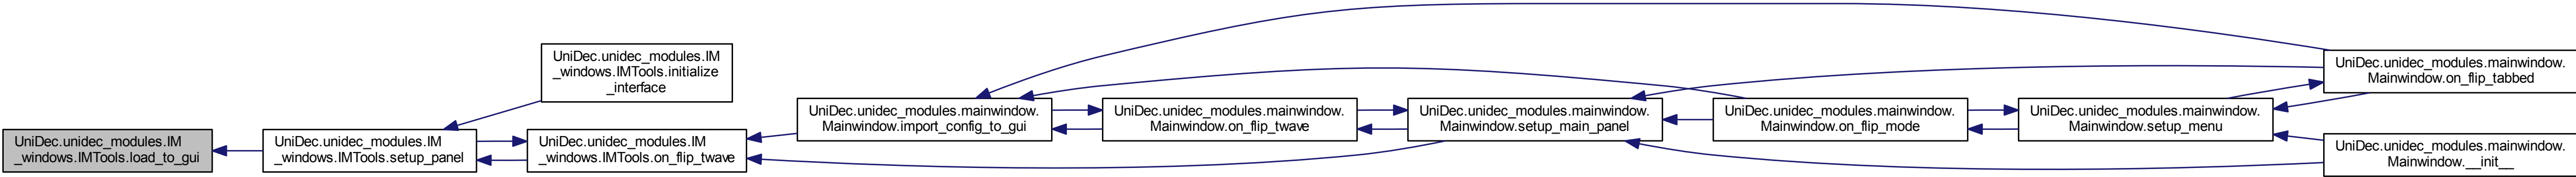 UniDec.unidec_modules.IM
_windows.IMTools.load_to_gui
UniDec.unidec_modules.IM
_windows.IMTools.setup_panel
UniDec.unidec_modules.IM
_windows.IMTools.initialize
_interface
UniDec.unidec_modules.IM
_windows.IMTools.on_flip_twave
UniDec.unidec_modules.mainwindow.
Mainwindow.import_config_to_gui
UniDec.unidec_modules.mainwindow.
Mainwindow.on_flip_twave
UniDec.unidec_modules.mainwindow.
Mainwindow.setup_main_panel
UniDec.unidec_modules.mainwindow.
Mainwindow.on_flip_mode
UniDec.unidec_modules.mainwindow.
Mainwindow.setup_menu
UniDec.unidec_modules.mainwindow.
Mainwindow.on_flip_tabbed
UniDec.unidec_modules.mainwindow.
Mainwindow.__init__